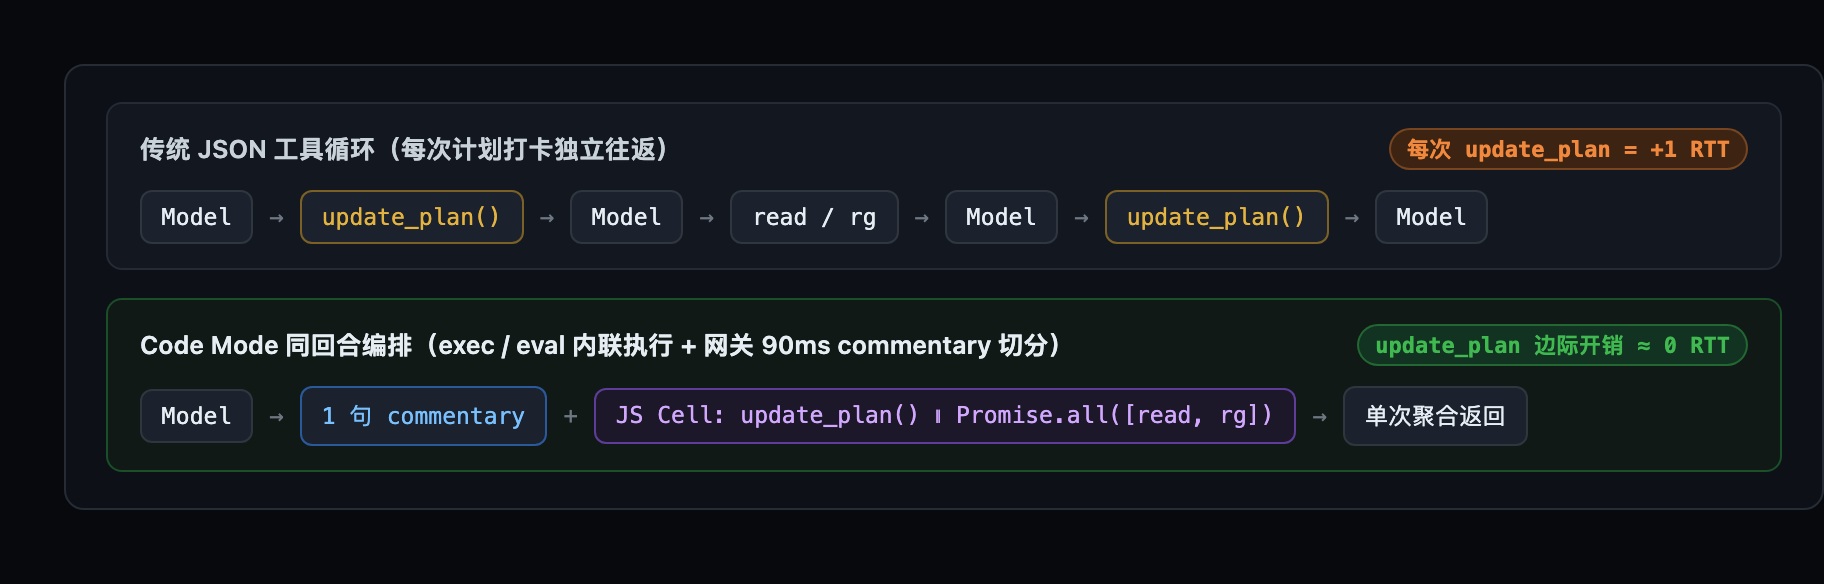 传统 JSON 工具循环（每次计划打卡独立往返）
每次 update_plan = +1 RTT
Model → update_plan() → Model → read / rg → Model → update_plan() → Model
Code Mode 同回合编排（exec / eval 内联执行 + 网关 90ms commentary 切分）
update_plan 边际开销 ≈ 0 RTT
Model → 1 句 commentary + JS Cell: update_plan() ∥ Promise.all([read, rg]) → 单次聚合返回